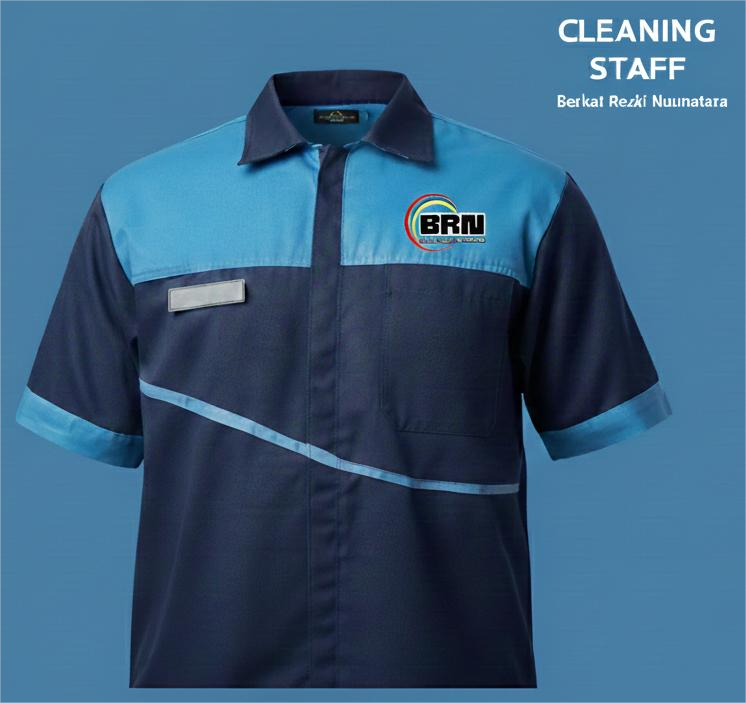 CLEANING
STAFF
Berkat Rezki Nuunatara
BRN